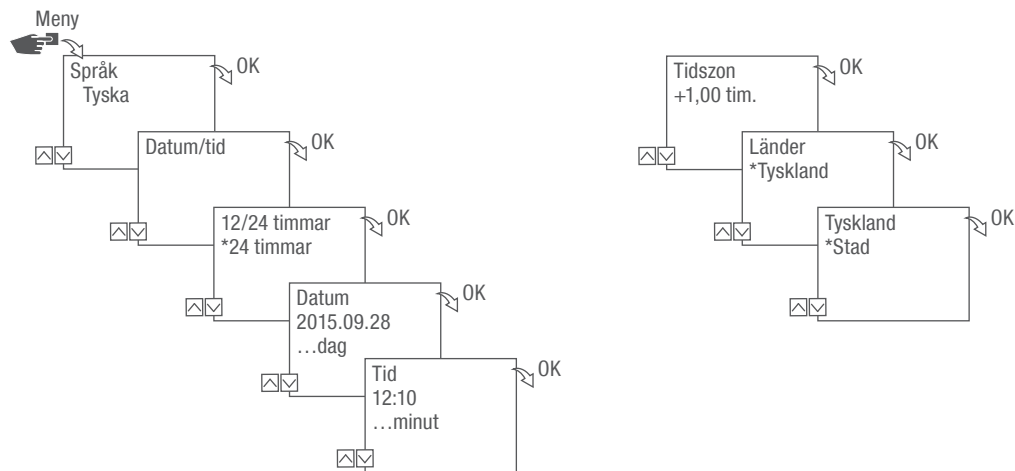 Meny
Språk
Tyska
OK
Datum/tid
OK
12/24 timmar
*24 timmar
OK
Datum
2015.09.28
…dag
OK
Tid
12:10
…minut
OK
Tidszon
+1,00 tim.
OK
Länder
*Tyskland
OK
Tyskland
*Stad
OK